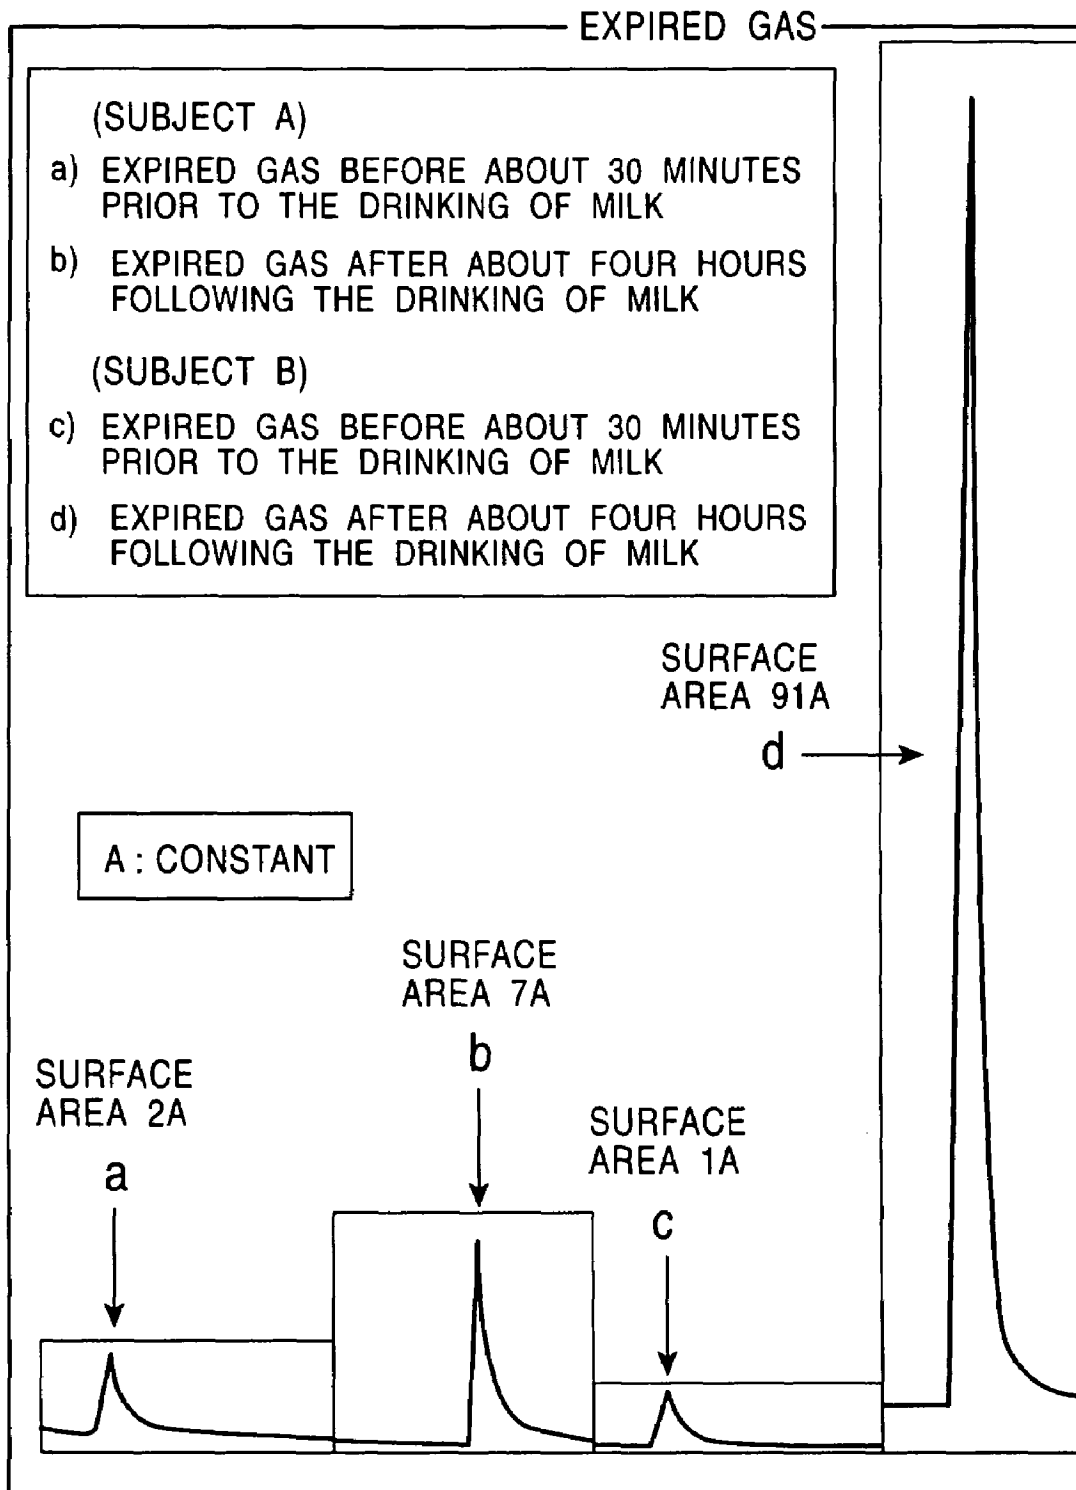 EXPIRED GAS
(SUBJECT A)
a) EXPIRED GAS BEFORE ABOUT 30 MINUTES
PRIOR TO THE DRINKING OF MILK
b) EXPIRED GAS AFTER ABOUT FOUR HOURS
FOLLOWING THE DRINKING OF MILK
(SUBJECT B)
c) EXPIRED GAS BEFORE ABOUT 30 MINUTES
PRIOR TO THE DRINKING OF MILK
d) EXPIRED GAS AFTER ABOUT FOUR HOURS
FOLLOWING THE DRINKING OF MILK
SURFACE
AREA 91A
d
A : CONSTANT
SURFACE
AREA 7A
b
SURFACE
AREA 2A
a
SURFACE
AREA 1A
c